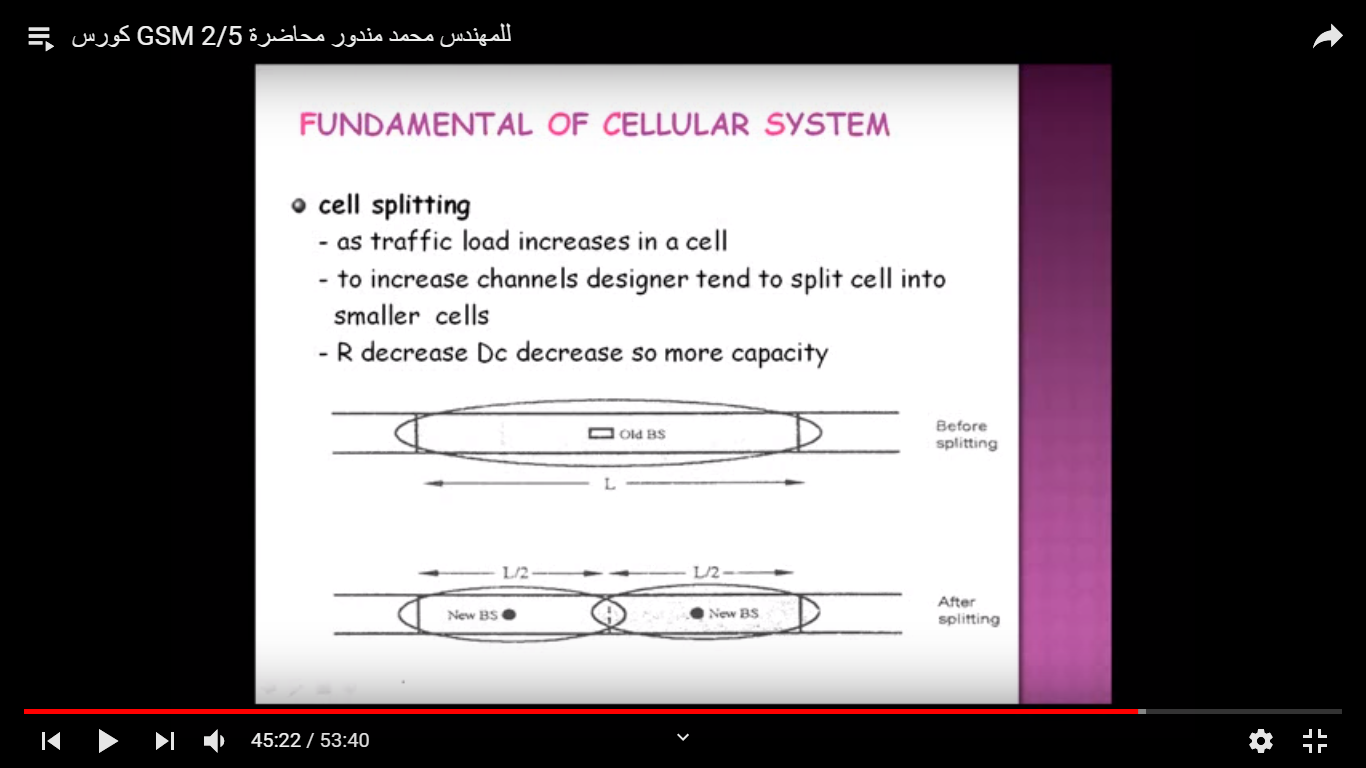 كورس GSM 2/5 للمهندس محمد مندور محاضرة
FUNDAMENTAL OF CELLULAR SYSTEM
cell splitting
- as traffic load increases in a cell
- to increase channels designer tend to split cell into
smaller cells
- R decrease Dc decrease so more capacity
Old BS
Before
splitting
L
L/2
L/2
New BS
New BS
After
splitting
45:22 / 53:40